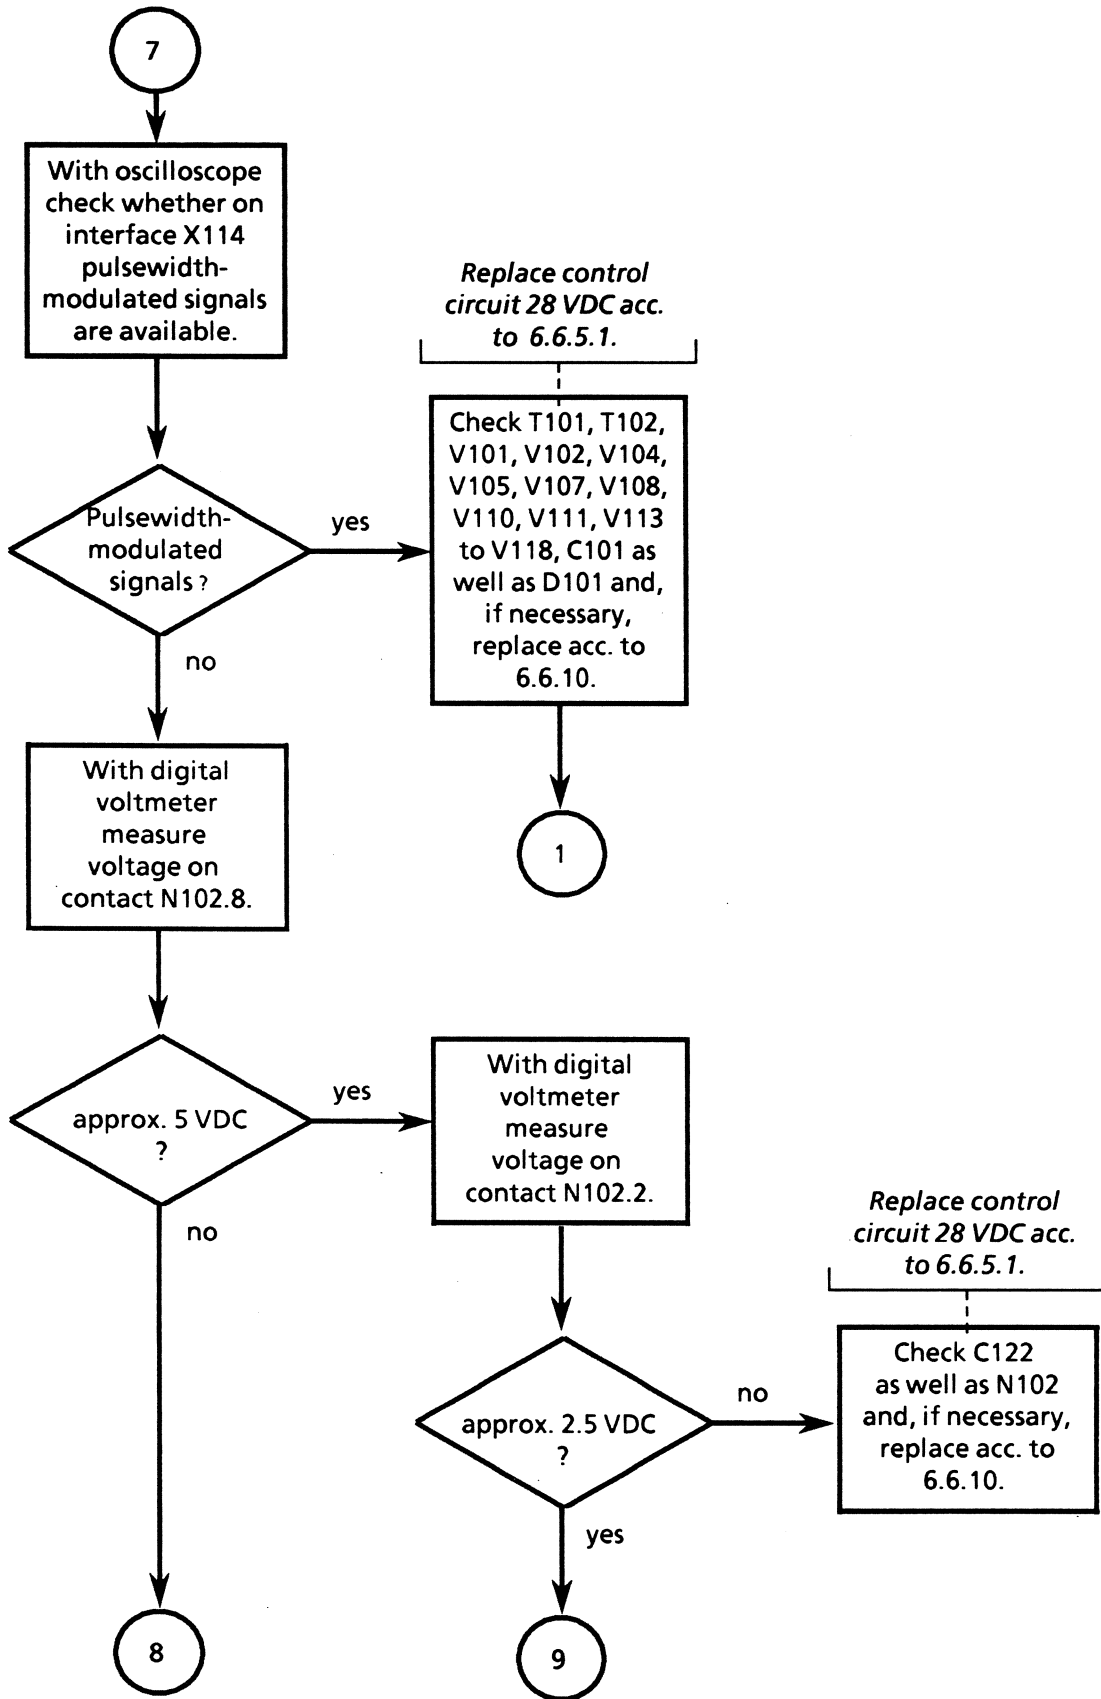 7
With oscilloscope
check whether on
interface X114
pulsewidth-
modulated signals
are available.
Replace control
circuit 28 VDC acc.
to 6.6.5.1.
Check T101, T102,
V101, V102, V104,
V105, V107, V108,
V110, V111, V113
to V118, C101 as
well as D101 and,
if necessary,
replace acc. to
6.6.10.
Pulsewidth-
modulated
signals ?
yes
no
1
With digital
voltmeter
measure
voltage on
contact N102.8.
approx. 5 VDC
?
yes
no
With digital
voltmeter
measure
voltage on
contact N102.2.
Replace control
circuit 28 VDC acc.
to 6.6.5.1.
approx. 2.5 VDC
?
no
yes
Check C122
as well as N102
and, if necessary,
replace acc. to
6.6.10.
8
9